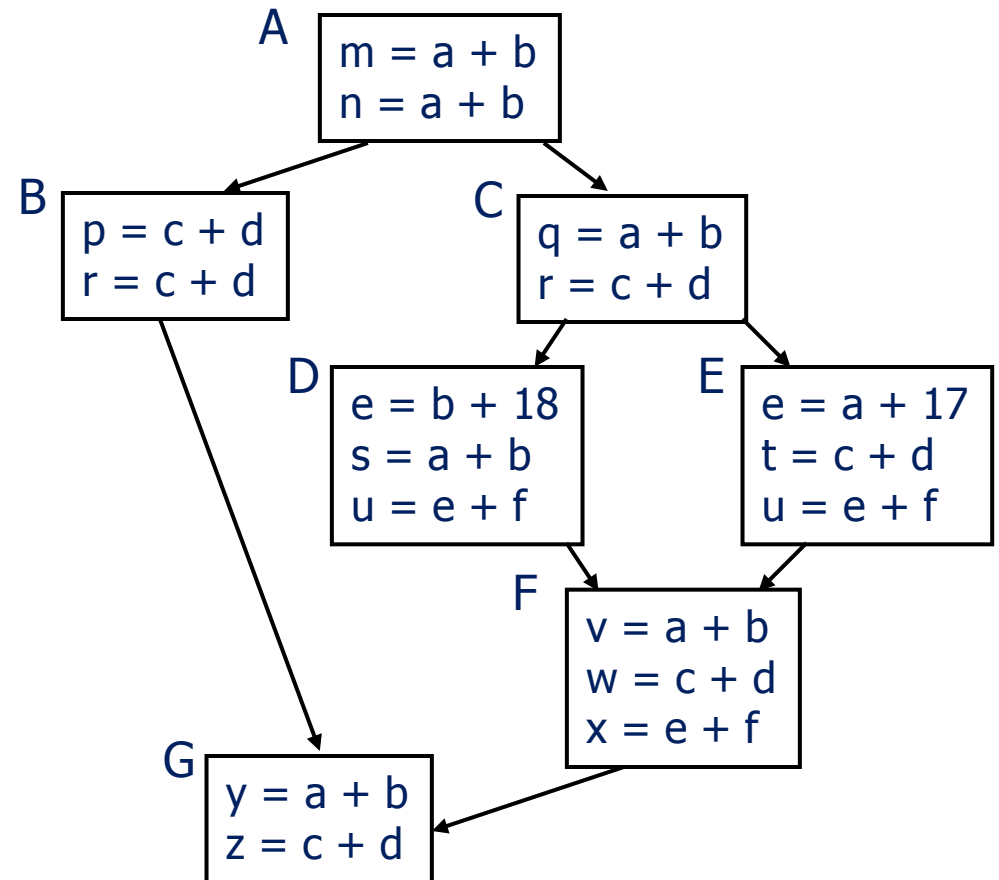 A
m = a + b
n = a + b
B
p = c + d
r = c + d
C
q = a + b
r = c + d
D
e = b + 18
s = a + b
u = e + f
E
e = a + 17
t = c + d
u = e + f
F
v = a + b
w = c + d
x = e + f
G
y = a + b
z = c + d